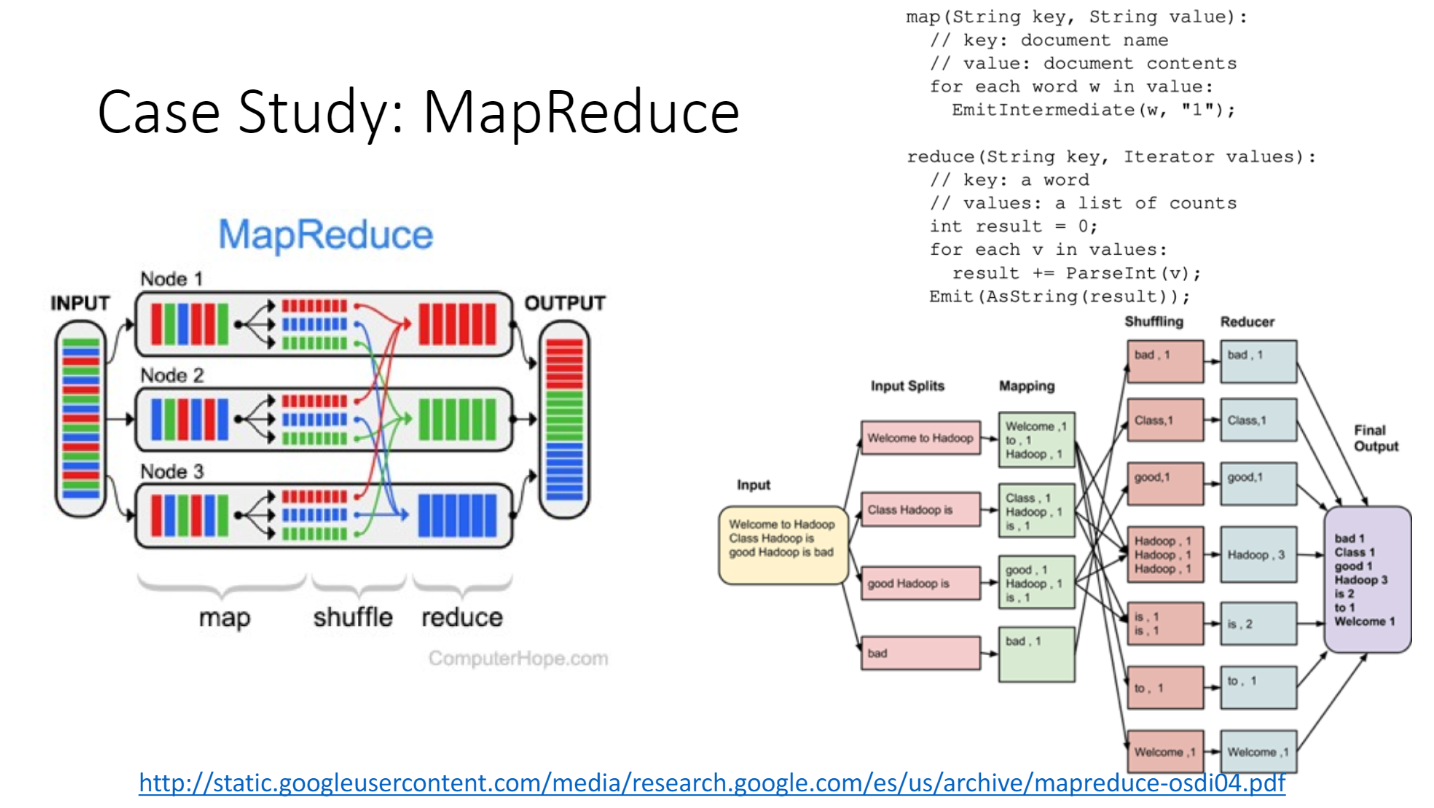 Case Study: MapReduce
map(String key, String value):
// key: document name
// value: document contents
for each word w in value:
EmitIntermediate(w, "1");
reduce(String key, Iterator values):
// key: a word
// values: a list of counts
int result = 0;
for each v in values:
result += ParseInt(v);
Emit(AsString(result));
MapReduce
INPUT
Node 1
Node 2
Node 3
OUTPUT
map
shuffle
reduce
ComputerHope.com
Input
Welcome to Hadoop
Class Hadoop is
good Hadoop is bad
Input Splits
Welcome to Hadoop
Class Hadoop is
good Hadoop is
bad
Mapping
Welcome ,1
to , 1
Hadoop , 1
Class , 1
Hadoop , 1
is , 1
good , 1
Hadoop , 1
is , 1
bad , 1
Shuffling
bad , 1
Class,1
good,1
Hadoop , 1
Hadoop , 1
Hadoop , 1
is , 1
is , 1
to , 1
Welcome ,1
Reducer
bad , 1
Class,1
good,1
Hadoop , 3
is , 2
to , 1
Welcome ,1
Final
Output
bad 1
Class 1
good 1
Hadoop 3
is 2
to 1
Welcome 1
http://static.googleusercontent.com/media/research.google.com/es/us/archive/mapreduce-osdi04.pdf